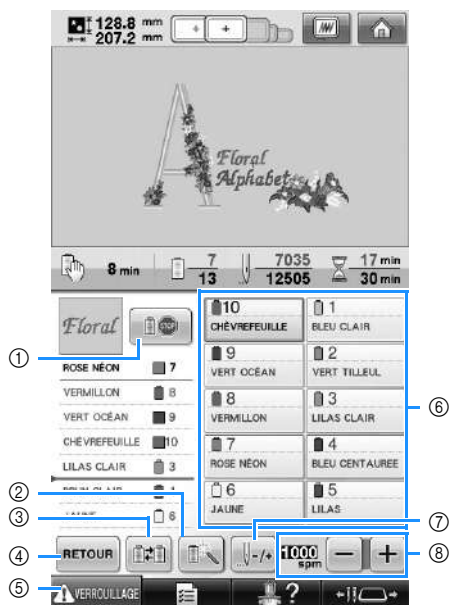 128.8 mm
207.2 mm
Floral
Alphabet
8 min 7 7035 17 min
13 12505 30 min
Floral
STOP
ROSE NÉON 7
VERMILLON 8
VERT OCÉAN 9
CHÈVREFEUILLE 10
LILAS CLAIR 3
JAUNE 6
10
CHÈVREFEUILLE
1
BLEU CLAIR
9
VERT OCÉAN
2
VERT TILLEUL
8
VERMILLON
3
LILAS CLAIR
7
ROSE NÉON
4
BLEU CENTAUREE
6
JAUNE
5
LILAS
RETOUR
-/+
1000
spm
- +
VERROUILLAGE
?
①
②
③
④
⑤
⑥
⑦
⑧